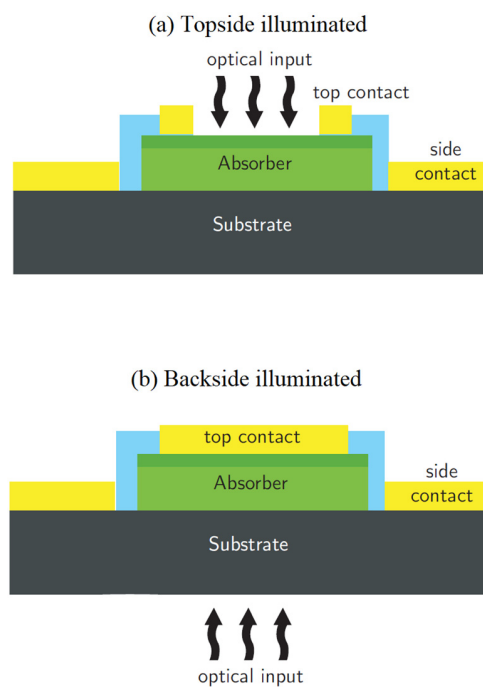 (a) Topside illuminated
optical input
top contact
Absorber
side
contact
Substrate
(b) Backside illuminated
top contact
Absorber
side
contact
Substrate
optical input